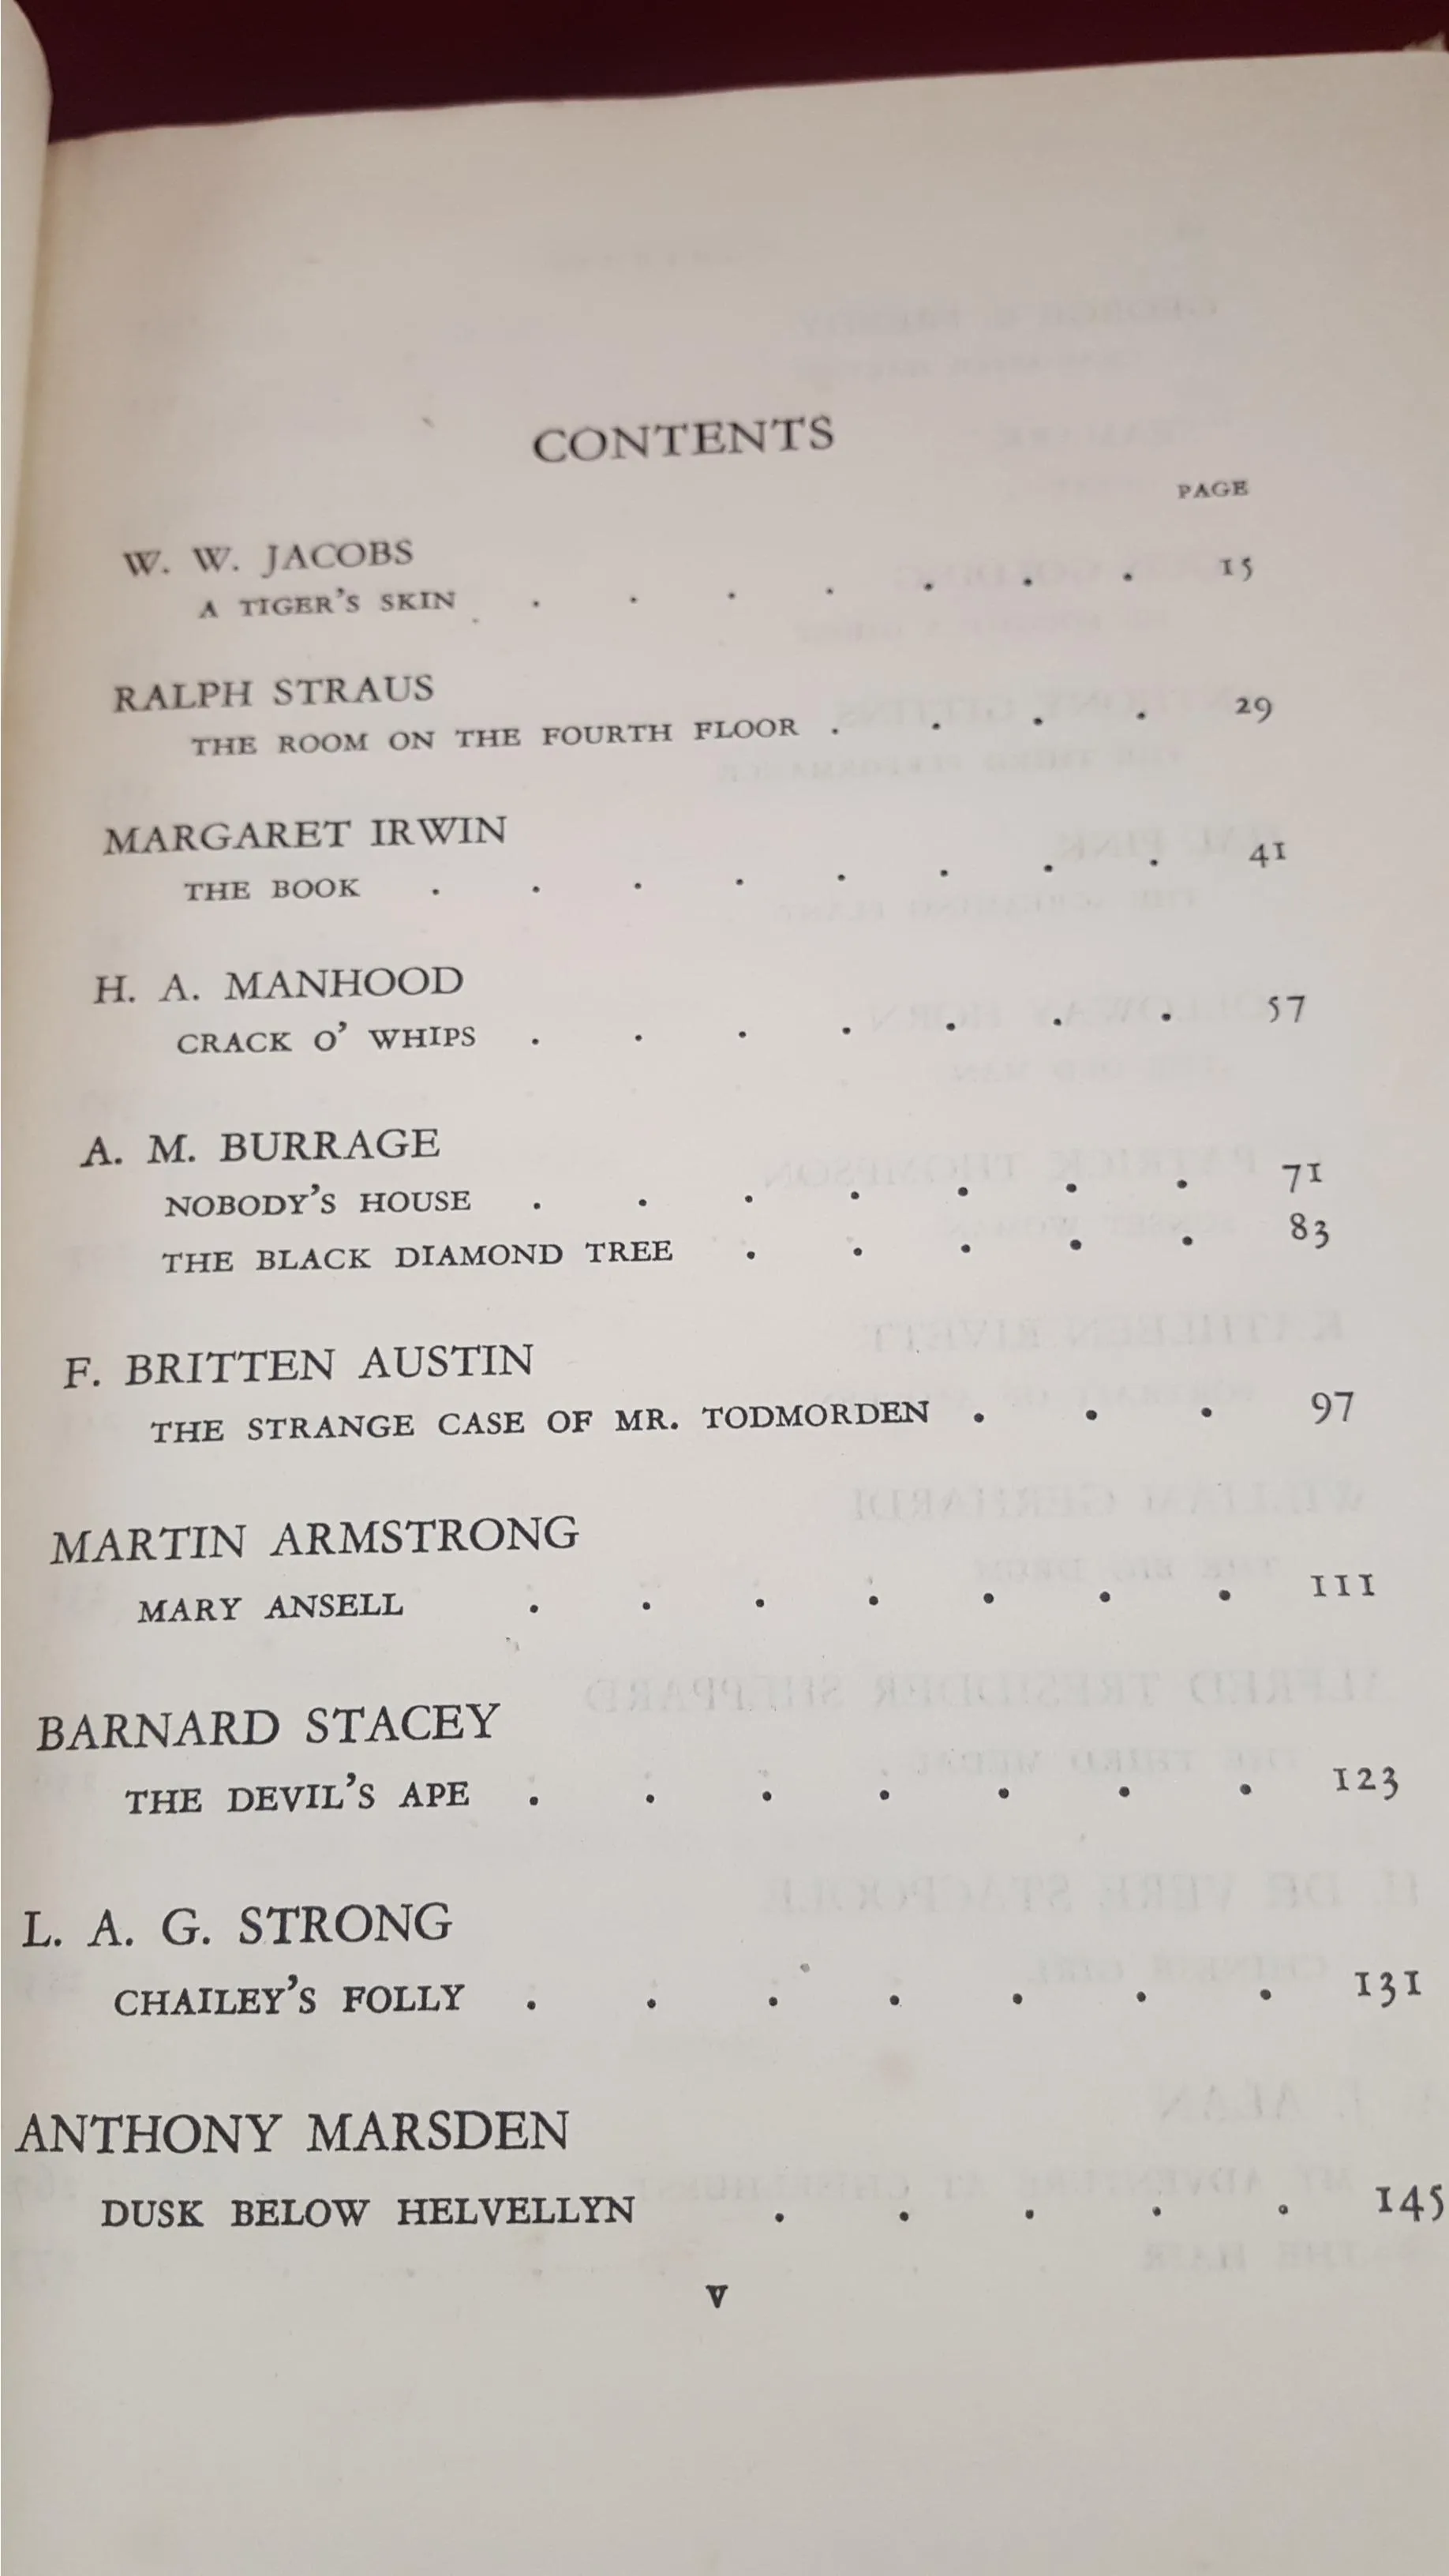 CONTENTS
PAGE
W. W. JACOBS
A TIGER'S SKIN . . . . . . . 15
RALPH STRAUS
THE ROOM ON THE FOURTH FLOOR . . . . 29
MARGARET IRWIN
THE BOOK . . . . . . . . 41
H. A. MANHOOD
CRACK O' WHIPS . . . . . . . 57
A. M. BURRAGE
NOBODY'S HOUSE . . . . . . . 71
THE BLACK DIAMOND TREE . . . . . 83
F. BRITTEN AUSTIN
THE STRANGE CASE OF MR. TODMORDEN . . . 97
MARTIN ARMSTRONG
MARY ANSELL . . . . . . . 111
BARNARD STACEY
THE DEVIL'S APE . . . . . . . 123
L. A. G. STRONG
CHAILEY'S FOLLY . . . . . . . 131
ANTHONY MARSDEN
DUSK BELOW HELVELLYN . . . . . 145
v